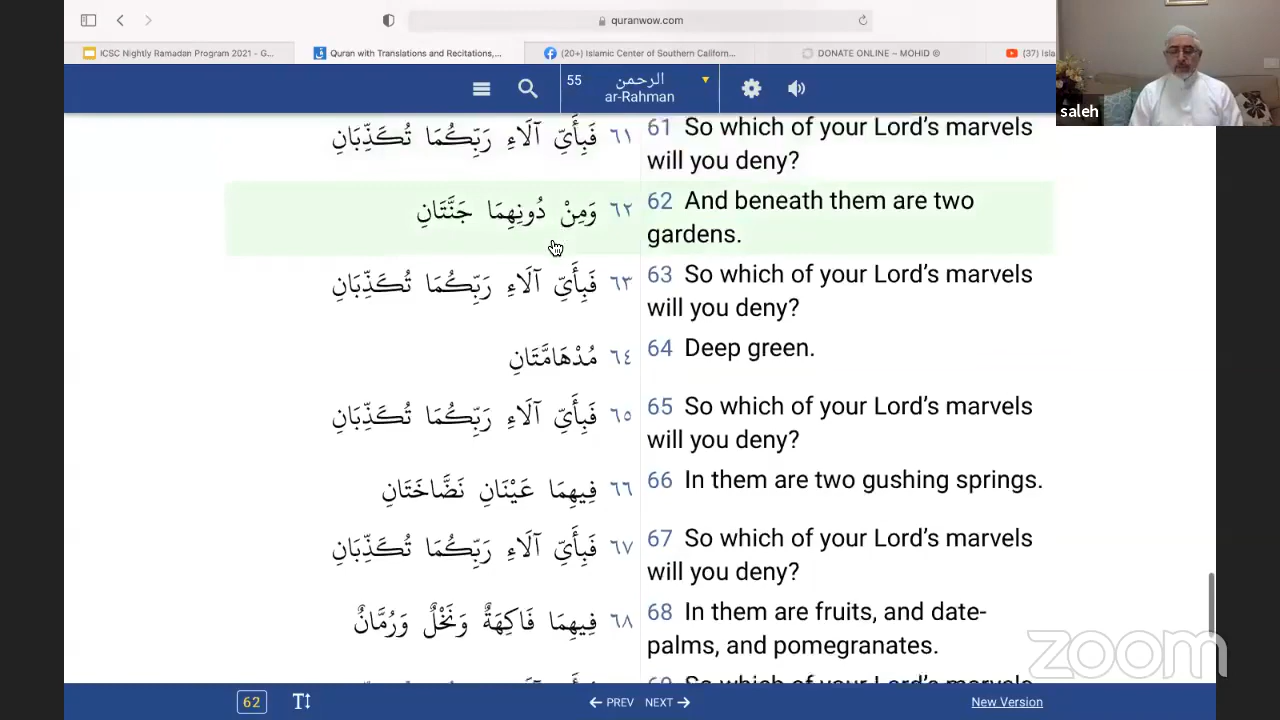 quranwow.com
ICSC Nightly Ramadan Program 2021 - G...
Quran with Translations and Recitations,...
(20+) Islamic Center of Southern Californ...
DONATE ONLINE ~ MOHID ®
(37) Isla
saleh
55
الرحمن
ar-Rahman
٦١ فَبِأَيِّ آلَاءِ رَبِّكُمَا تُكَذِّبَانِ
61 So which of your Lord’s marvels
will you deny?
٦٢ وَمِنْ دُونِهِمَا جَنَّتَانِ
62 And beneath them are two
gardens.
٦٣ فَبِأَيِّ آلَاءِ رَبِّكُمَا تُكَذِّبَانِ
63 So which of your Lord’s marvels
will you deny?
٦٤ مُدْهَامَّتَانِ
64 Deep green.
٦٥ فَبِأَيِّ آلَاءِ رَبِّكُمَا تُكَذِّبَانِ
65 So which of your Lord’s marvels
will you deny?
٦٦ فِيهِمَا عَيْنَانِ نَضَّاخَتَانِ
66 In them are two gushing springs.
٦٧ فَبِأَيِّ آلَاءِ رَبِّكُمَا تُكَذِّبَانِ
67 So which of your Lord’s marvels
will you deny?
٦٨ فِيهِمَا فَاكِهَةٌ وَنَخْلٌ وَرُمَّانٌ
68 In them are fruits, and date-
palms, and pomegranates.
zoom
62
PREV NEXT
New Version